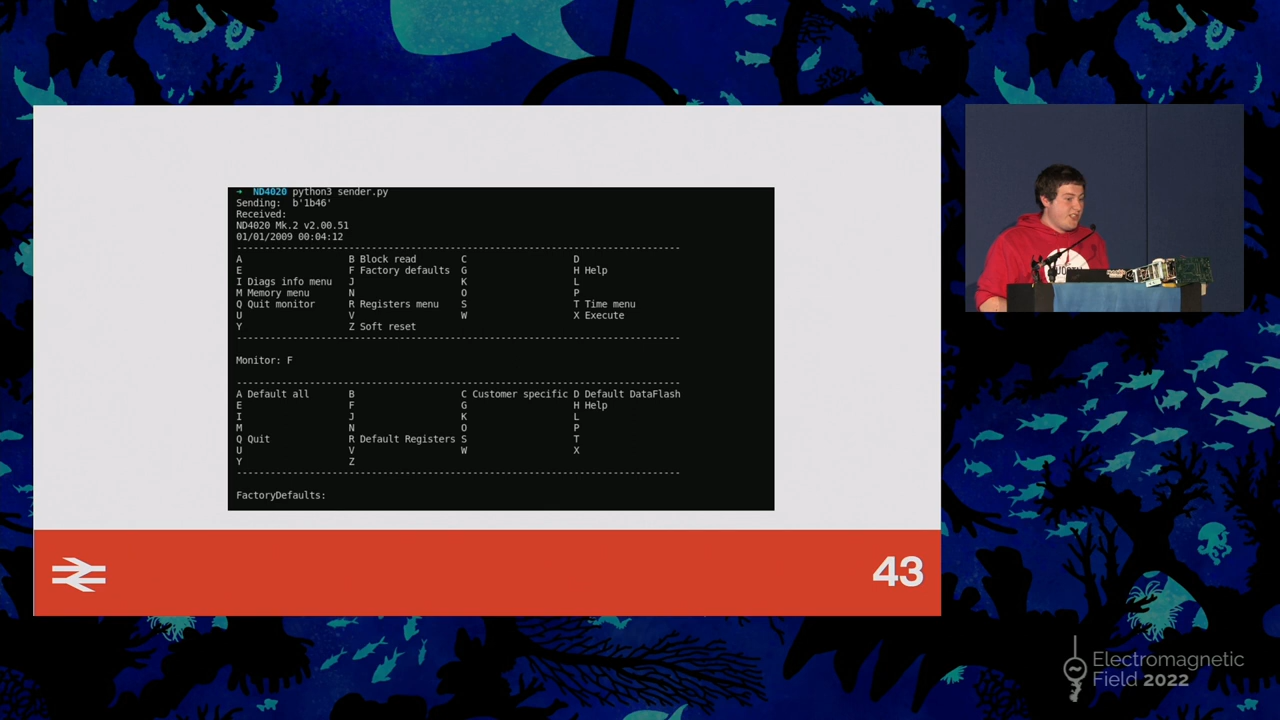 → ND4020 python3 sender.py
Sending:  b'1b46'
Received:
ND4020 Mk.2 v2.00.51
01/01/2009 00:04:12
-------------------------------------------------------------------------------
A                   B Block read        C                   D
E                   F Factory defaults  G                   H Help
I Diags info menu   J                   K                   L
M Memory menu       N                   O                   P
Q Quit monitor      R Registers menu    S                   T Time menu
U                   V                   W                   X Execute
Y                   Z Soft reset
-------------------------------------------------------------------------------
Monitor: F
-------------------------------------------------------------------------------
A Default all       B                   C Customer specific D Default DataFlash
E                   F                   G                   H Help
I                   J                   K                   L
M                   N                   O                   P
Q Quit              R Default Registers S                   T
U                   V                   W                   X
Y                   Z
-------------------------------------------------------------------------------
FactoryDefaults:
43
Electromagnetic
Field 2022